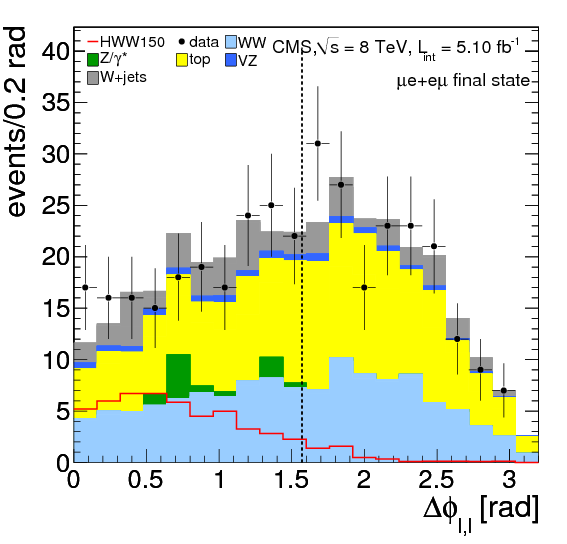 HWW150 data WW CMS,√s = 8 TeV, L_int = 5.10 fb⁻¹
Z/γ* top VZ
W+jets
μe+eμ final state
events/0.2 rad
40
35
30
25
20
15
10
5
0
0 0.5 1 1.5 2 2.5 3
Δϕ_l,l [rad]